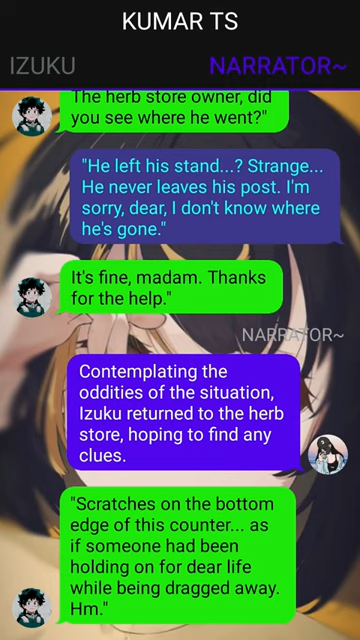 KUMAR TS
IZUKU
NARRATOR~
The herb store owner, did
you see where he went?"
"He left his stand...? Strange...
He never leaves his post. I'm
sorry, dear, I don't know where
he's gone."
It's fine, madam. Thanks
for the help."
NARRATOR~
Contemplating the
oddities of the situation,
Izuku returned to the herb
store, hoping to find any
clues.
"Scratches on the bottom
edge of this counter... as
if someone had been
holding on for dear life
while being dragged away.
Hm."